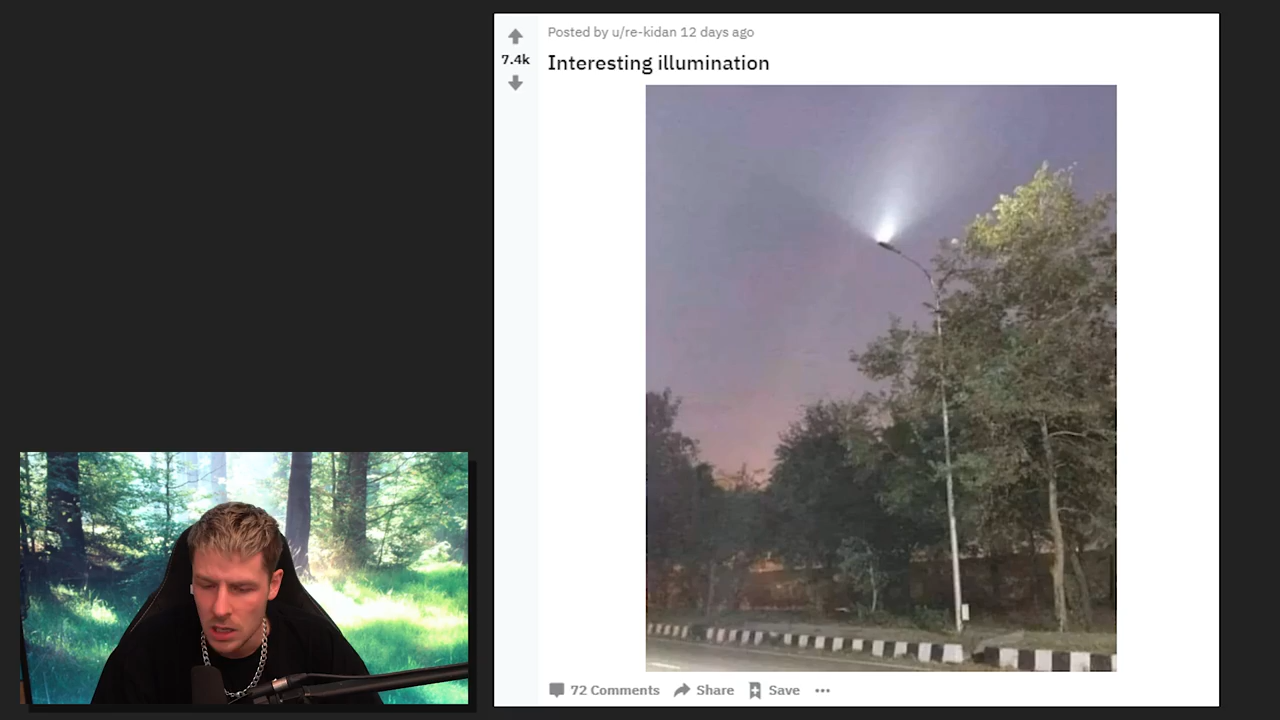 Posted by u/re-kidan 12 days ago
7.4k
Interesting illumination
72 Comments
Share
Save